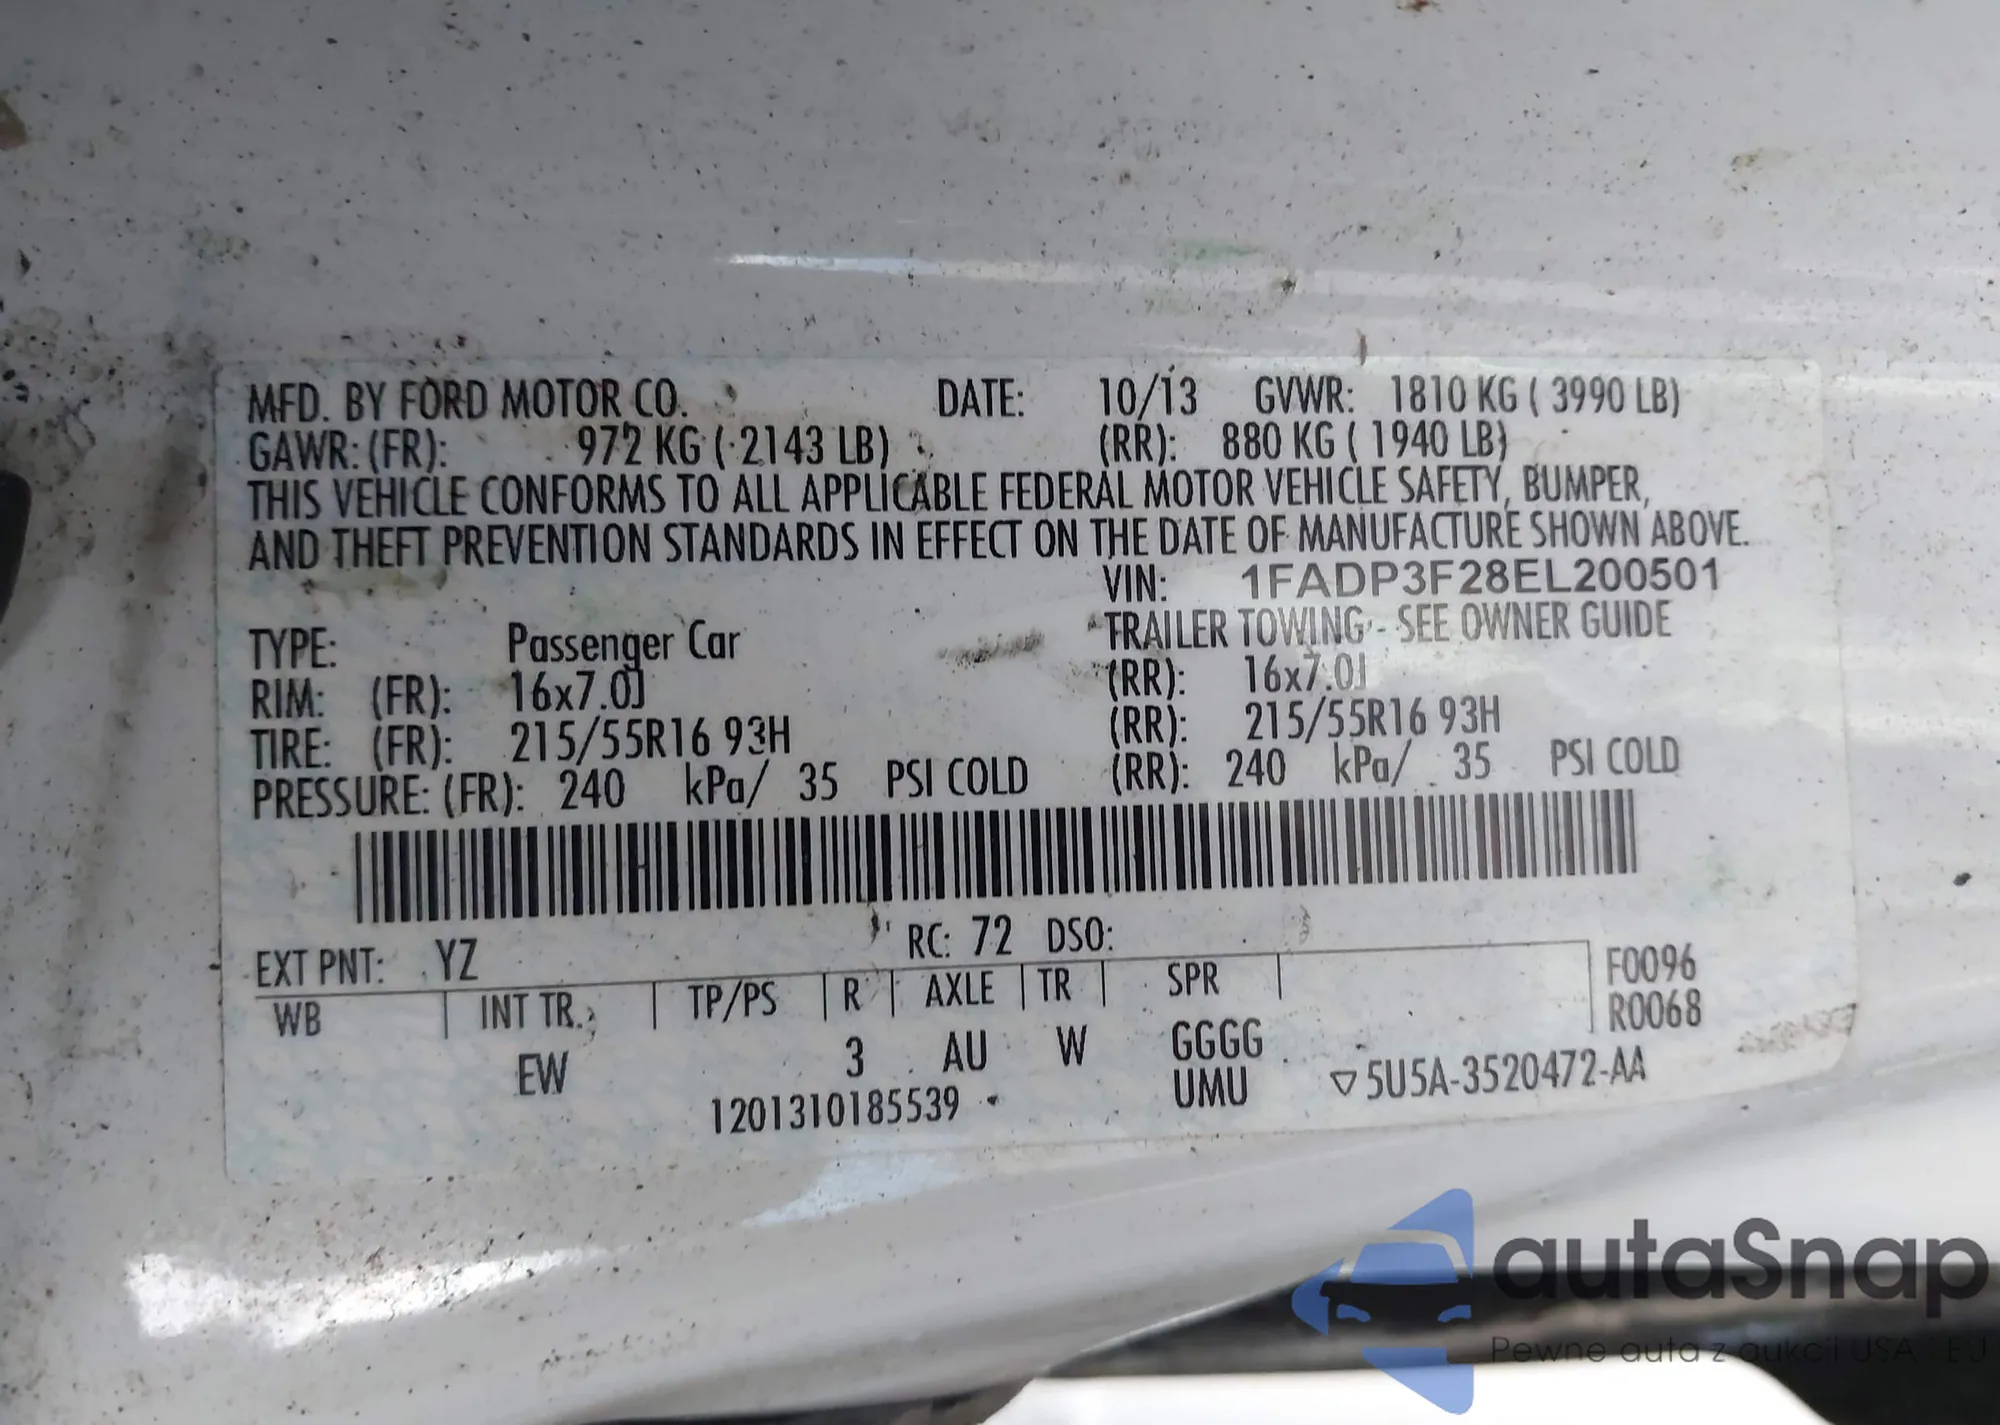 MFD. BY FORD MOTOR CO. DATE: 10/13 GVWR: 1810 KG ( 3990 LB)
GAWR: (FR): 972 KG ( 2143 LB) (RR): 880 KG ( 1940 LB)
THIS VEHICLE CONFORMS TO ALL APPLICABLE FEDERAL MOTOR VEHICLE SAFETY, BUMPER,
AND THEFT PREVENTION STANDARDS IN EFFECT ON THE DATE OF MANUFACTURE SHOWN ABOVE.
VIN: 1FADP3F28EL200501
TYPE: Passenger Car TRAILER TOWING - SEE OWNER GUIDE
RIM: (FR): 16x7.0J (RR): 16x7.0J
TIRE: (FR): 215/55R16 93H (RR): 215/55R16 93H
PRESSURE: (FR): 240 kPa/ 35 PSI COLD (RR): 240 kPa/ 35 PSI COLD
EXT PNT: YZ RC: 72 DSO:
WB INT TR. TP/PS R AXLE TR SPR F0096
R0068
EW 3 AU W GGGG
1201310185539 UMU ▽5U5A-3520472-AA
autaSnap
Pewne auta z aukcji USA i EU